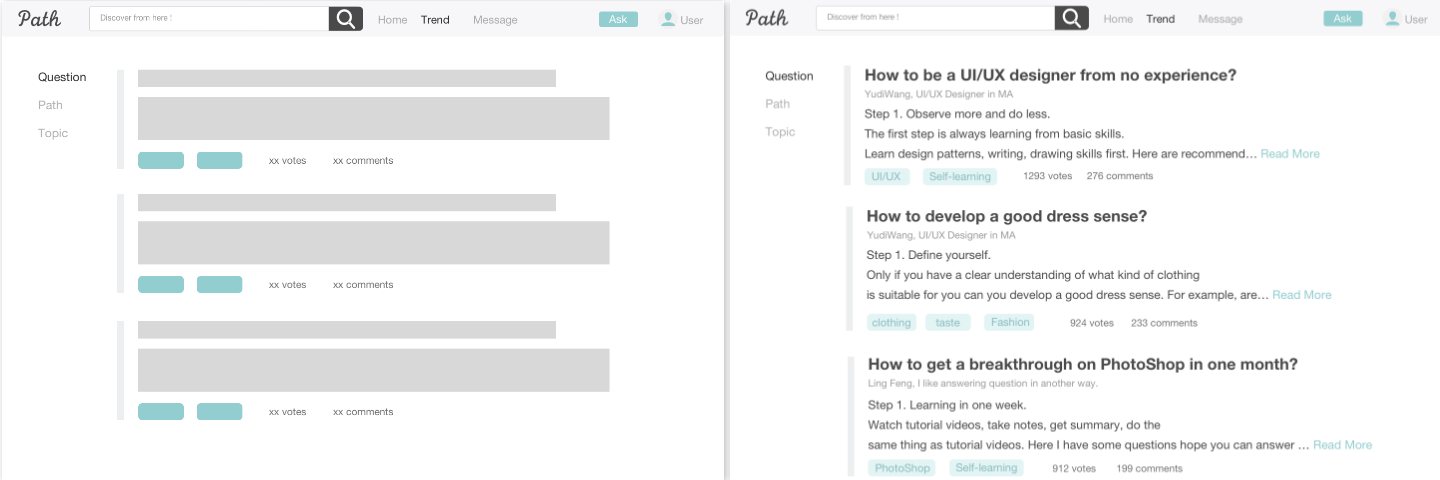 Path Discover from here ! Home Trend Message Ask User
Question
Path
Topic
xx votes xx comments
xx votes xx comments
xx votes xx comments
Path Discover from here ! Home Trend Message Ask User
Question
Path
Topic
How to be a UI/UX designer from no experience?
YudiWang, UI/UX Designer in MA
Step 1. Observe more and do less.
The first step is always learning from basic skills.
Learn design patterns, writing, drawing skills first. Here are recommend... Read More
UI/UX Self-learning 1293 votes 276 comments
How to develop a good dress sense?
YudiWang, UI/UX Designer in MA
Step 1. Define yourself.
Only if you have a clear understanding of what kind of clothing
is suitable for you can you develop a good dress sense. For example, are... Read More
clothing taste Fashion 924 votes 233 comments
How to get a breakthrough on PhotoShop in one month?
Ling Feng, I like answering question in another way.
Step 1. Learning in one week.
Watch tutorial videos, take notes, get summary, do the
same thing as tutorial videos. Here I have some questions hope you can answer ... Read More
PhotoShop Self-learning 912 votes 199 comments